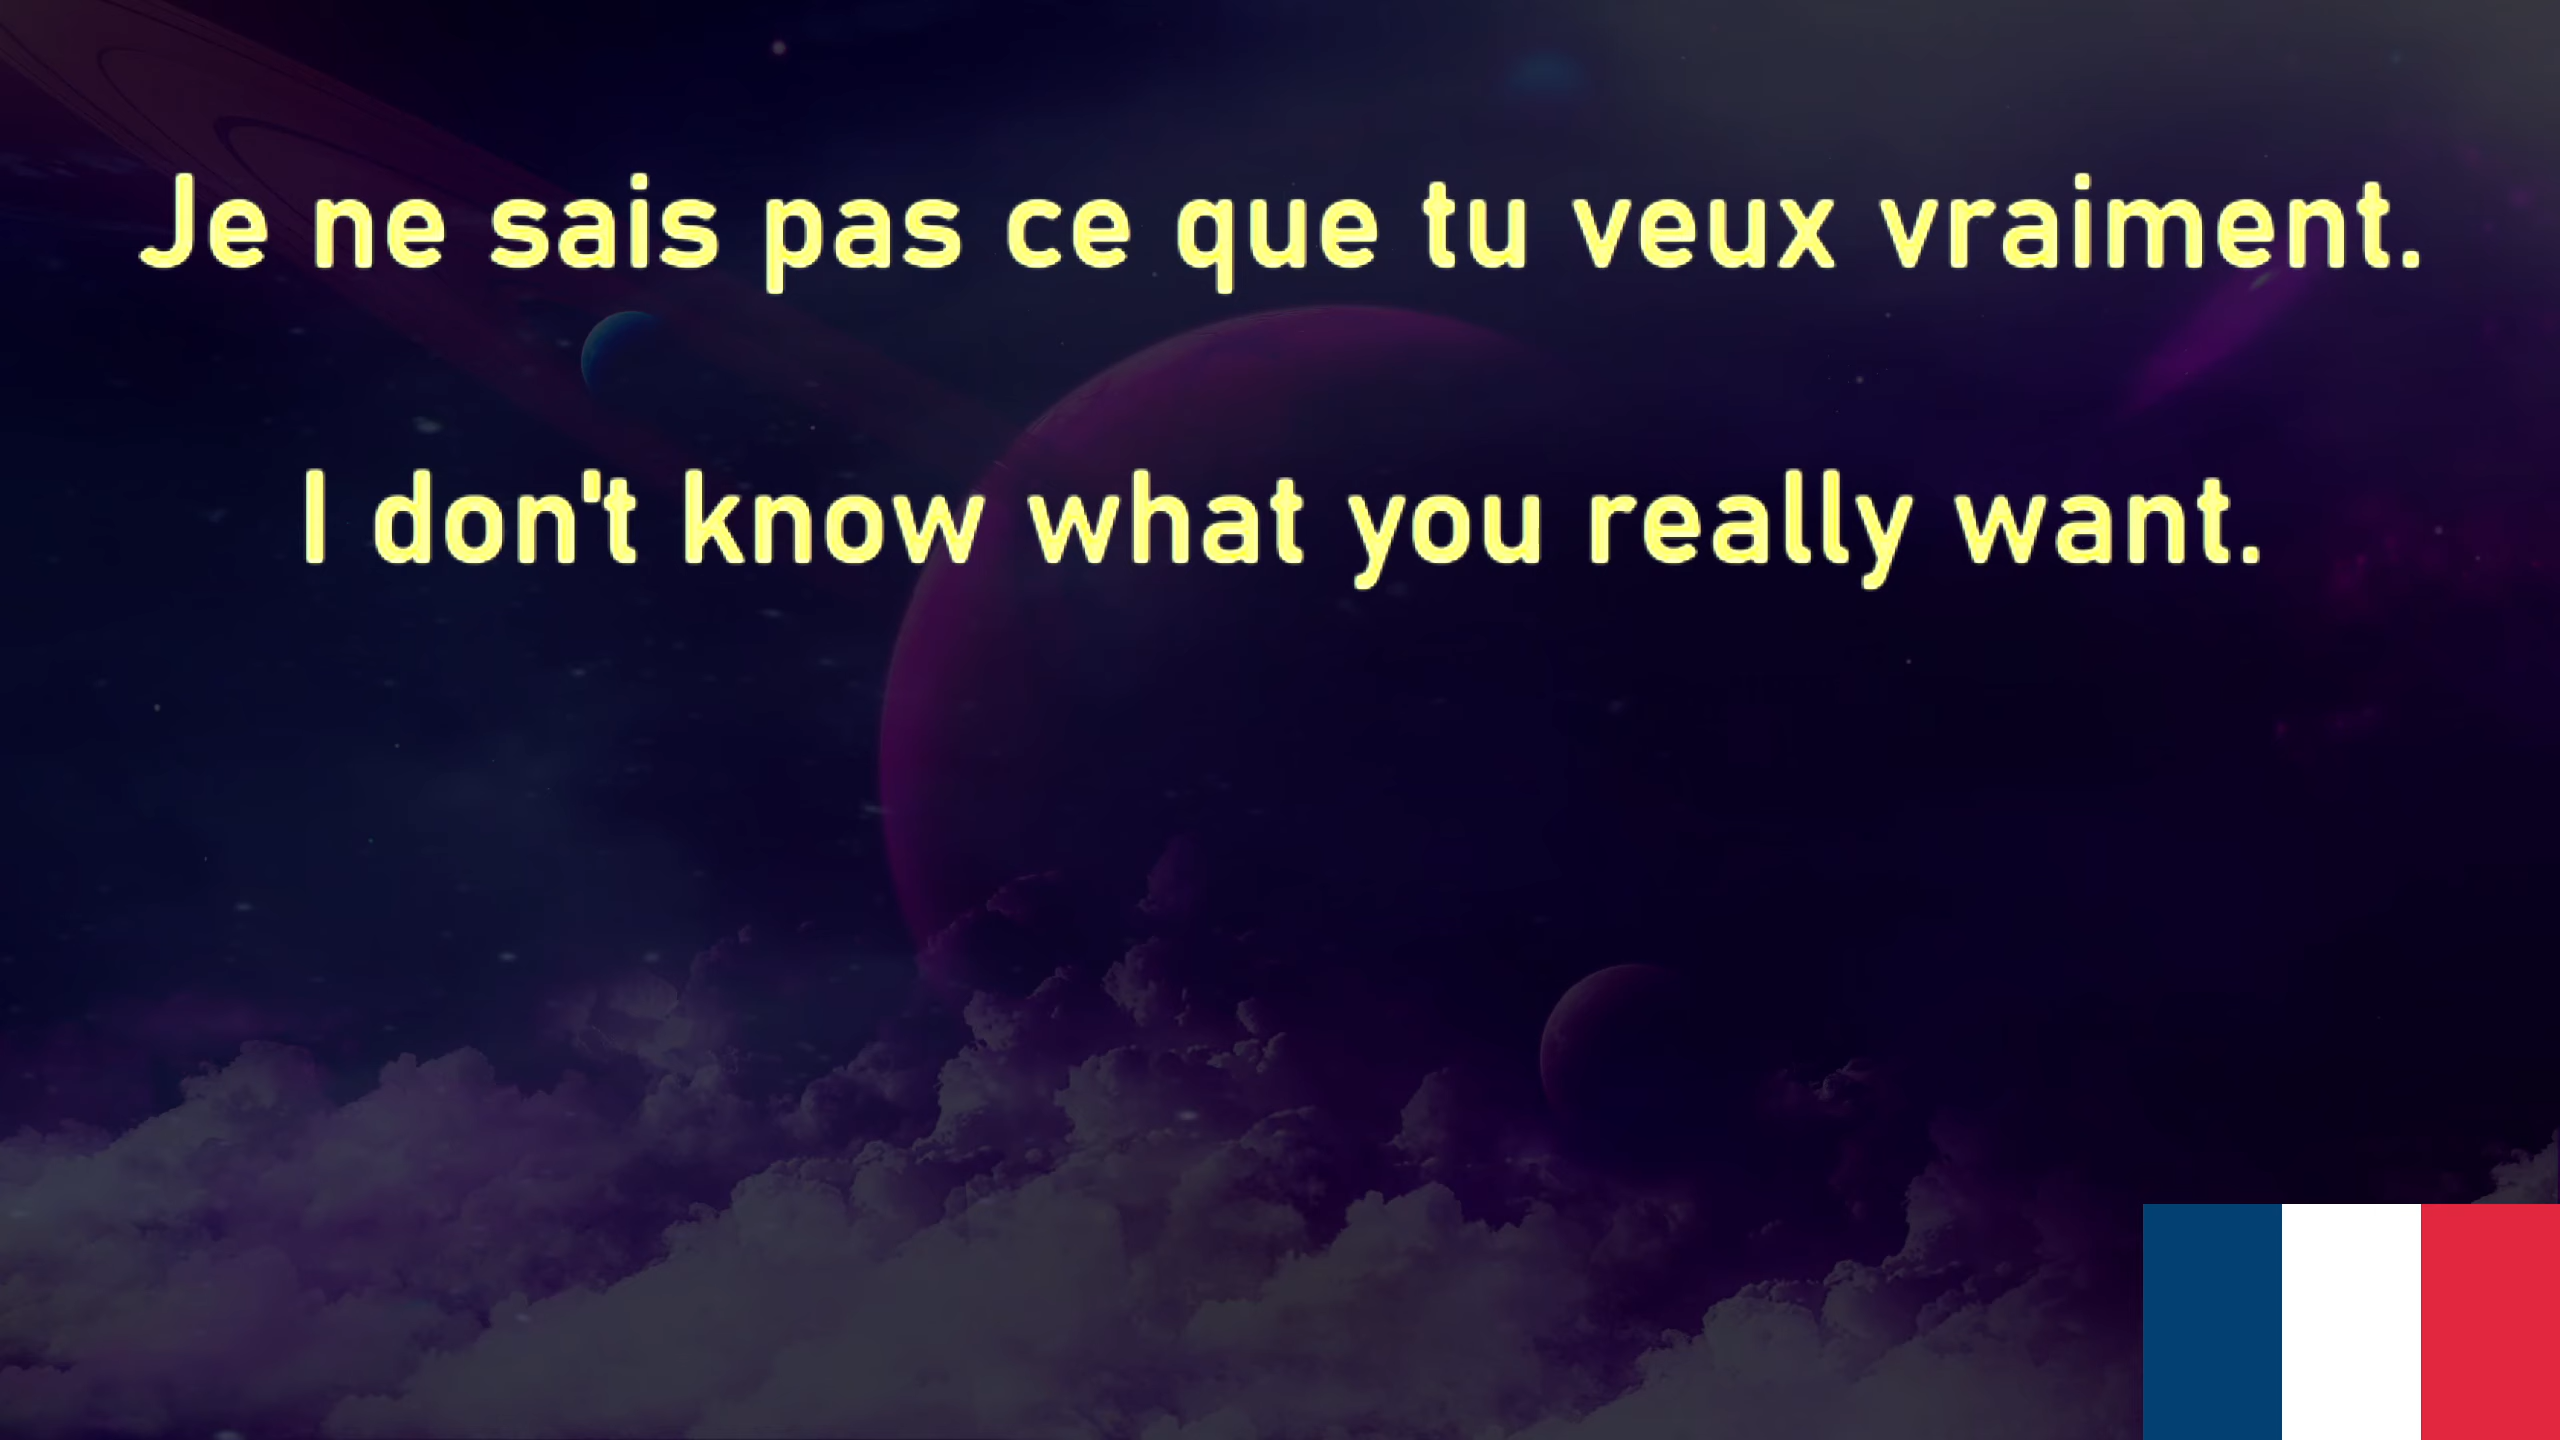 Je ne sais pas ce que tu veux vraiment.
I don't know what you really want.